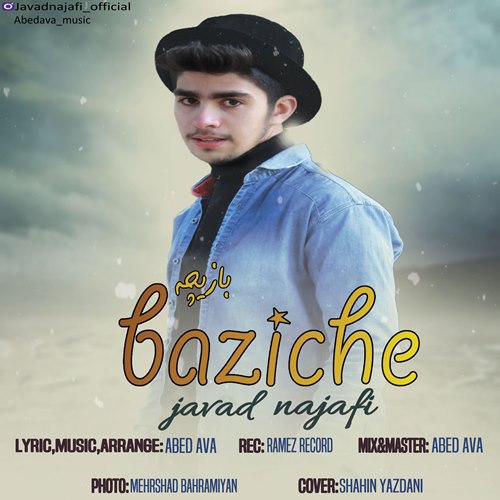 Javadnajafi_official
Abedava_music
بازیچه
baziche
javad najafi
LYRIC,MUSIC,ARRANGE: ABED AVA REC: RAMEZ RECORD MIX&MASTER: ABED AVA
PHOTO: MEHRSHAD BAHRAMIYAN COVER: SHAHIN YAZDANI